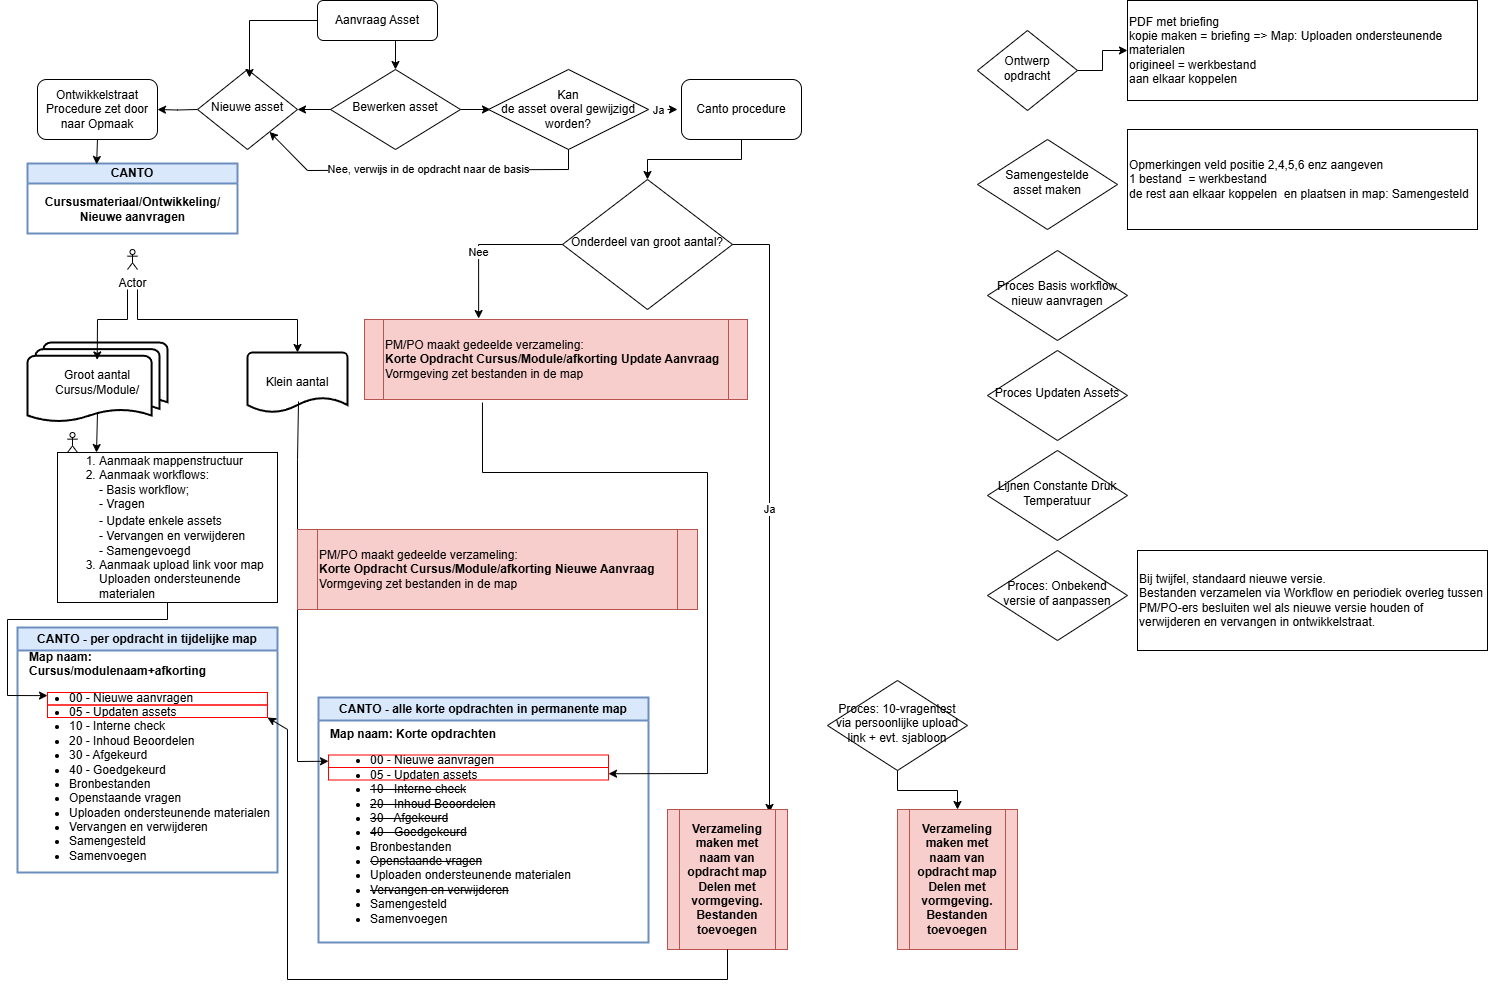 Aanvraag Asset
Ontwikkelstraat
Procedure zet door
naar Opmaak
Nieuwe asset
Bewerken asset
Kan
de asset overal gewijzigd
worden?
Ja
Canto procedure
Nee, verwijs in de opdracht naar de basis
CANTO
Cursusmateriaal/Ontwikkeling/
Nieuwe aanvragen
Onderdeel van groot aantal?
Nee
Ja
Actor
Groot aantal
Cursus/Module/
Klein aantal
PM/PO maakt gedeelde verzameling:
Korte Opdracht Cursus/Module/afkorting Update Aanvraag
Vormgeving zet bestanden in de map
1. Aanmaak mappenstructuur
2. Aanmaak workflows:
- Basis workflow;
- Vragen
- Update enkele assets
- Vervangen en verwijderen
- Samengevoegd
3. Aanmaak upload link voor map
Uploaden ondersteunende
materialen
PM/PO maakt gedeelde verzameling:
Korte Opdracht Cursus/Module/afkorting Nieuwe Aanvraag
Vormgeving zet bestanden in de map
CANTO - per opdracht in tijdelijke map
Map naam:
Cursus/modulenaam+afkorting
• 00 - Nieuwe aanvragen
• 05 - Updaten assets
• 10 - Interne check
• 20 - Inhoud Beoordelen
• 30 - Afgekeurd
• 40 - Goedgekeurd
• Bronbestanden
• Openstaande vragen
• Uploaden ondersteunende materialen
• Vervangen en verwijderen
• Samengesteld
• Samenvoegen
CANTO - alle korte opdrachten in permanente map
Map naam: Korte opdrachten
• 00 - Nieuwe aanvragen
• 05 - Updaten assets
• 10 - Interne check
• 20 - Inhoud Beoordelen
• 30 - Afgekeurd
• 40 - Goedgekeurd
• Bronbestanden
• Openstaande vragen
• Uploaden ondersteunende materialen
• Vervangen en verwijderen
• Samengesteld
• Samenvoegen
Verzameling
maken met
naam van
opdracht map
Delen met
vormgeving.
Bestanden
toevoegen
Ontwerp
opdracht
PDF met briefing
kopie maken = briefing => Map: Uploaden ondersteunende
materialen
origineel = werkbestand
aan elkaar koppelen
Samengestelde
asset maken
Opmerkingen veld positie 2,4,5,6 enz aangeven
1 bestand = werkbestand
de rest aan elkaar koppelen en plaatsen in map: Samengesteld
Proces Basis workflow
nieuw aanvragen
Proces Updaten Assets
Lijnen Constante Druk
Temperatuur
Proces: Onbekend
versie of aanpassen
Bij twijfel, standaard nieuwe versie.
Bestanden verzamelen via Workflow en periodiek overleg tussen
PM/PO-ers besluiten wel als nieuwe versie houden of
verwijderen en vervangen in ontwikkelstraat.
Proces: 10-vragentest
via persoonlijke upload
link + evt. sjabloon
Verzameling
maken met
naam van
opdracht map
Delen met
vormgeving.
Bestanden
toevoegen